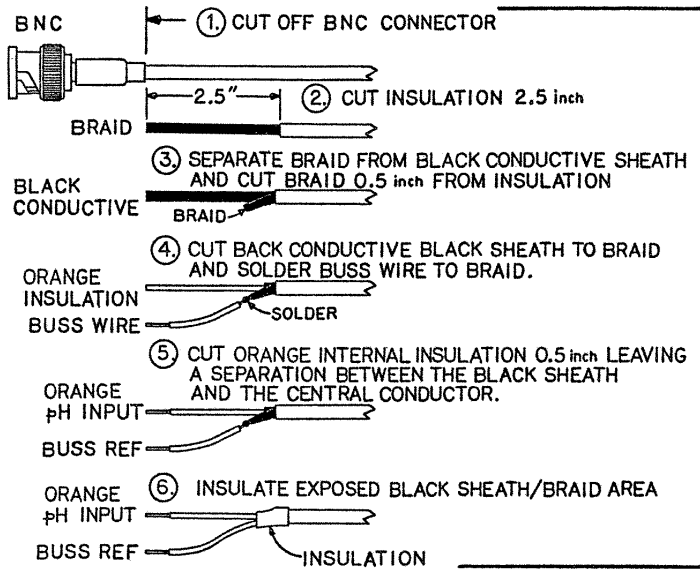 BNC
1. CUT OFF BNC CONNECTOR
2.5"
2. CUT INSULATION 2.5 inch
BRAID
3. SEPARATE BRAID FROM BLACK CONDUCTIVE SHEATH
AND CUT BRAID 0.5 inch FROM INSULATION
BLACK
CONDUCTIVE
BRAID
4. CUT BACK CONDUCTIVE BLACK SHEATH TO BRAID
AND SOLDER BUSS WIRE TO BRAID.
ORANGE
INSULATION
BUSS WIRE
SOLDER
5. CUT ORANGE INTERNAL INSULATION 0.5 inch LEAVING
A SEPARATION BETWEEN THE BLACK SHEATH
AND THE CENTRAL CONDUCTOR.
ORANGE
pH INPUT
BUSS REF
6. INSULATE EXPOSED BLACK SHEATH/BRAID AREA
ORANGE
pH INPUT
BUSS REF
INSULATION